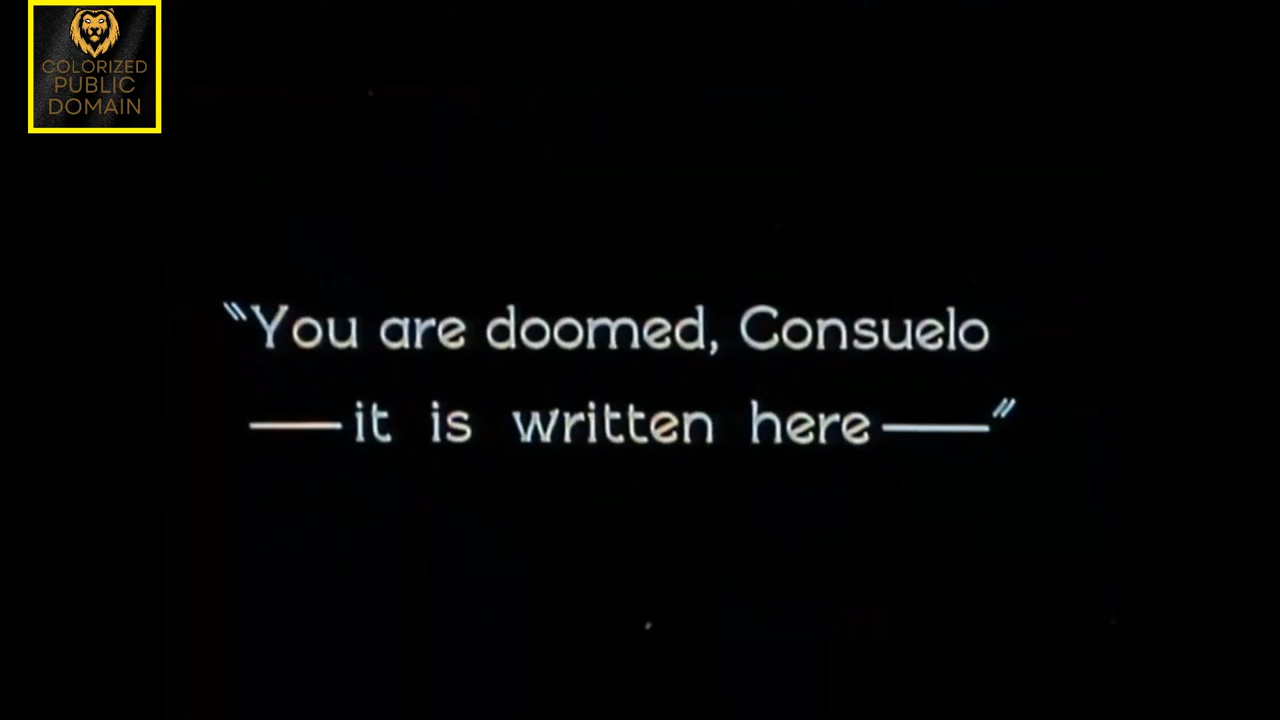 COLORIZED
PUBLIC
DOMAIN
"You are doomed, Consuelo
—it is written here—"